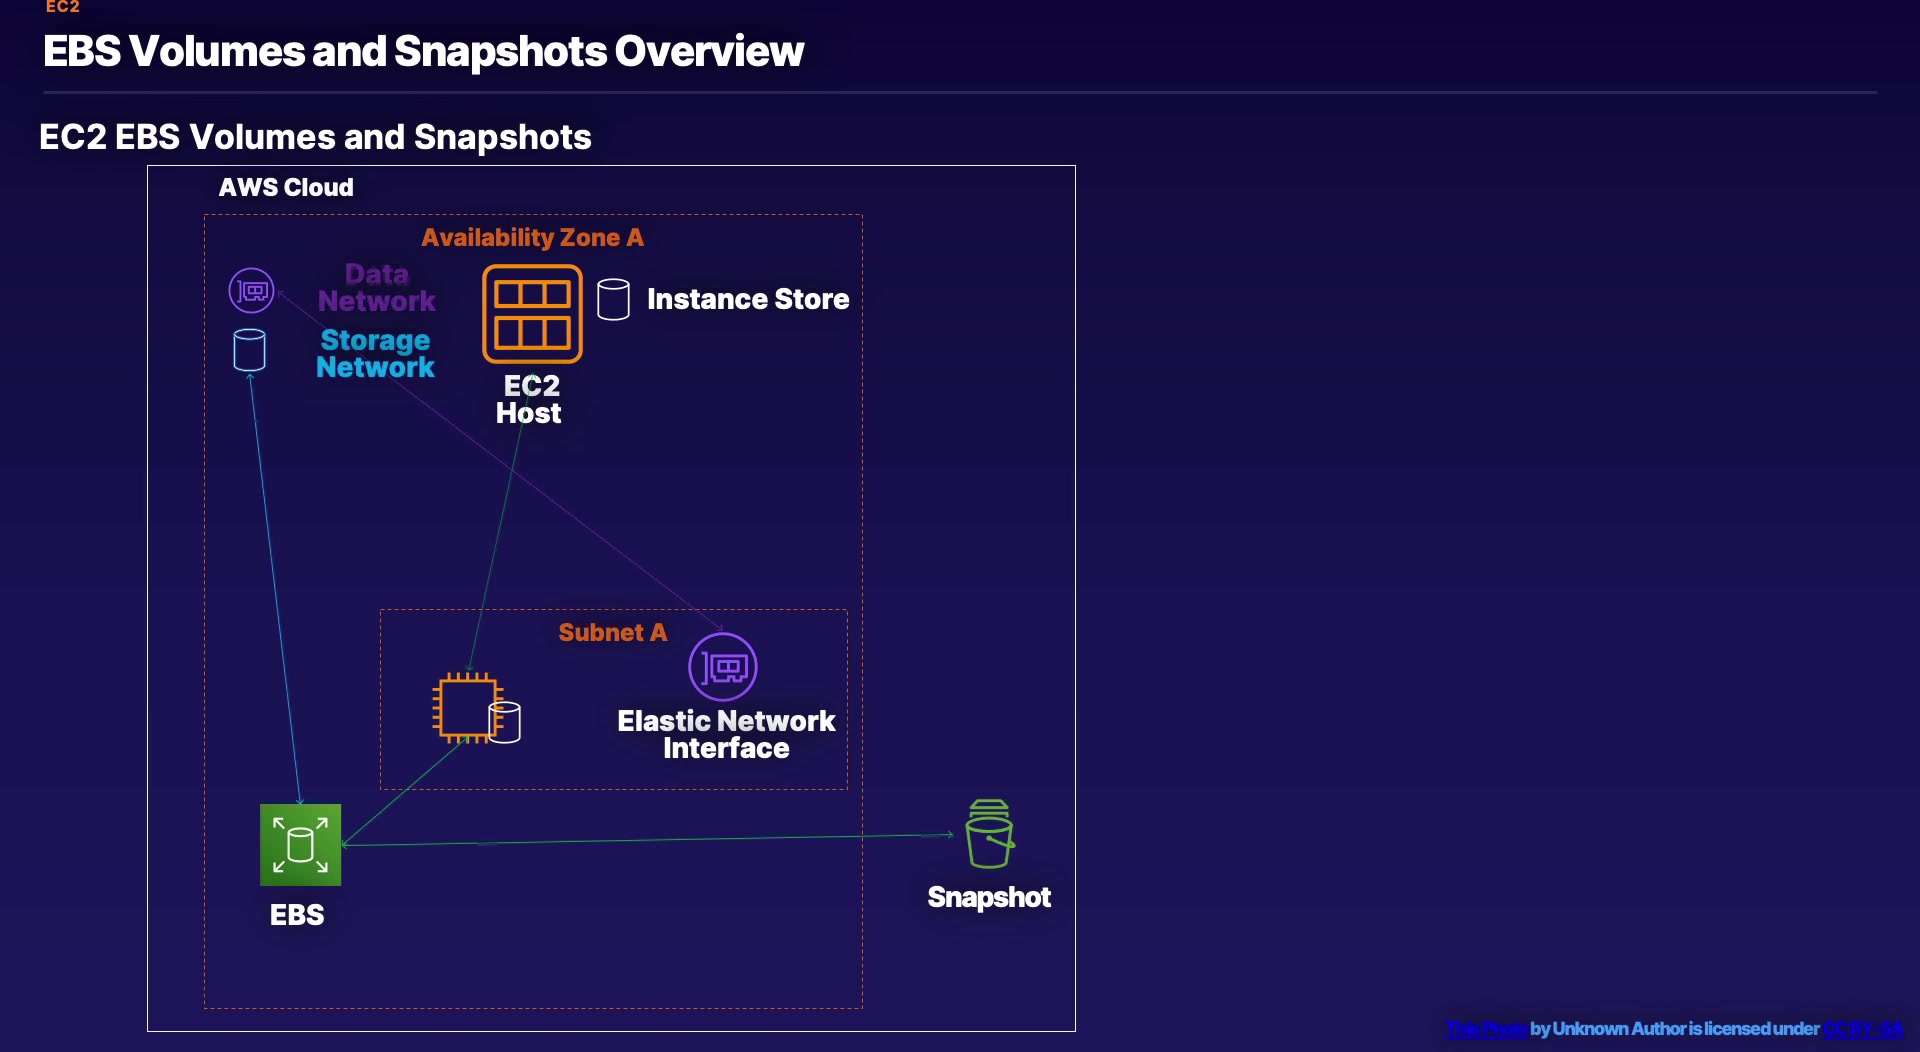 EC2
EBS Volumes and Snapshots Overview
EC2 EBS Volumes and Snapshots
AWS Cloud
Availability Zone A
Data
Network
Storage
Network
Instance Store
EC2
Host
Subnet A
Elastic Network
Interface
EBS
Snapshot
This Photo by Unknown Author is licensed under CC BY-SA